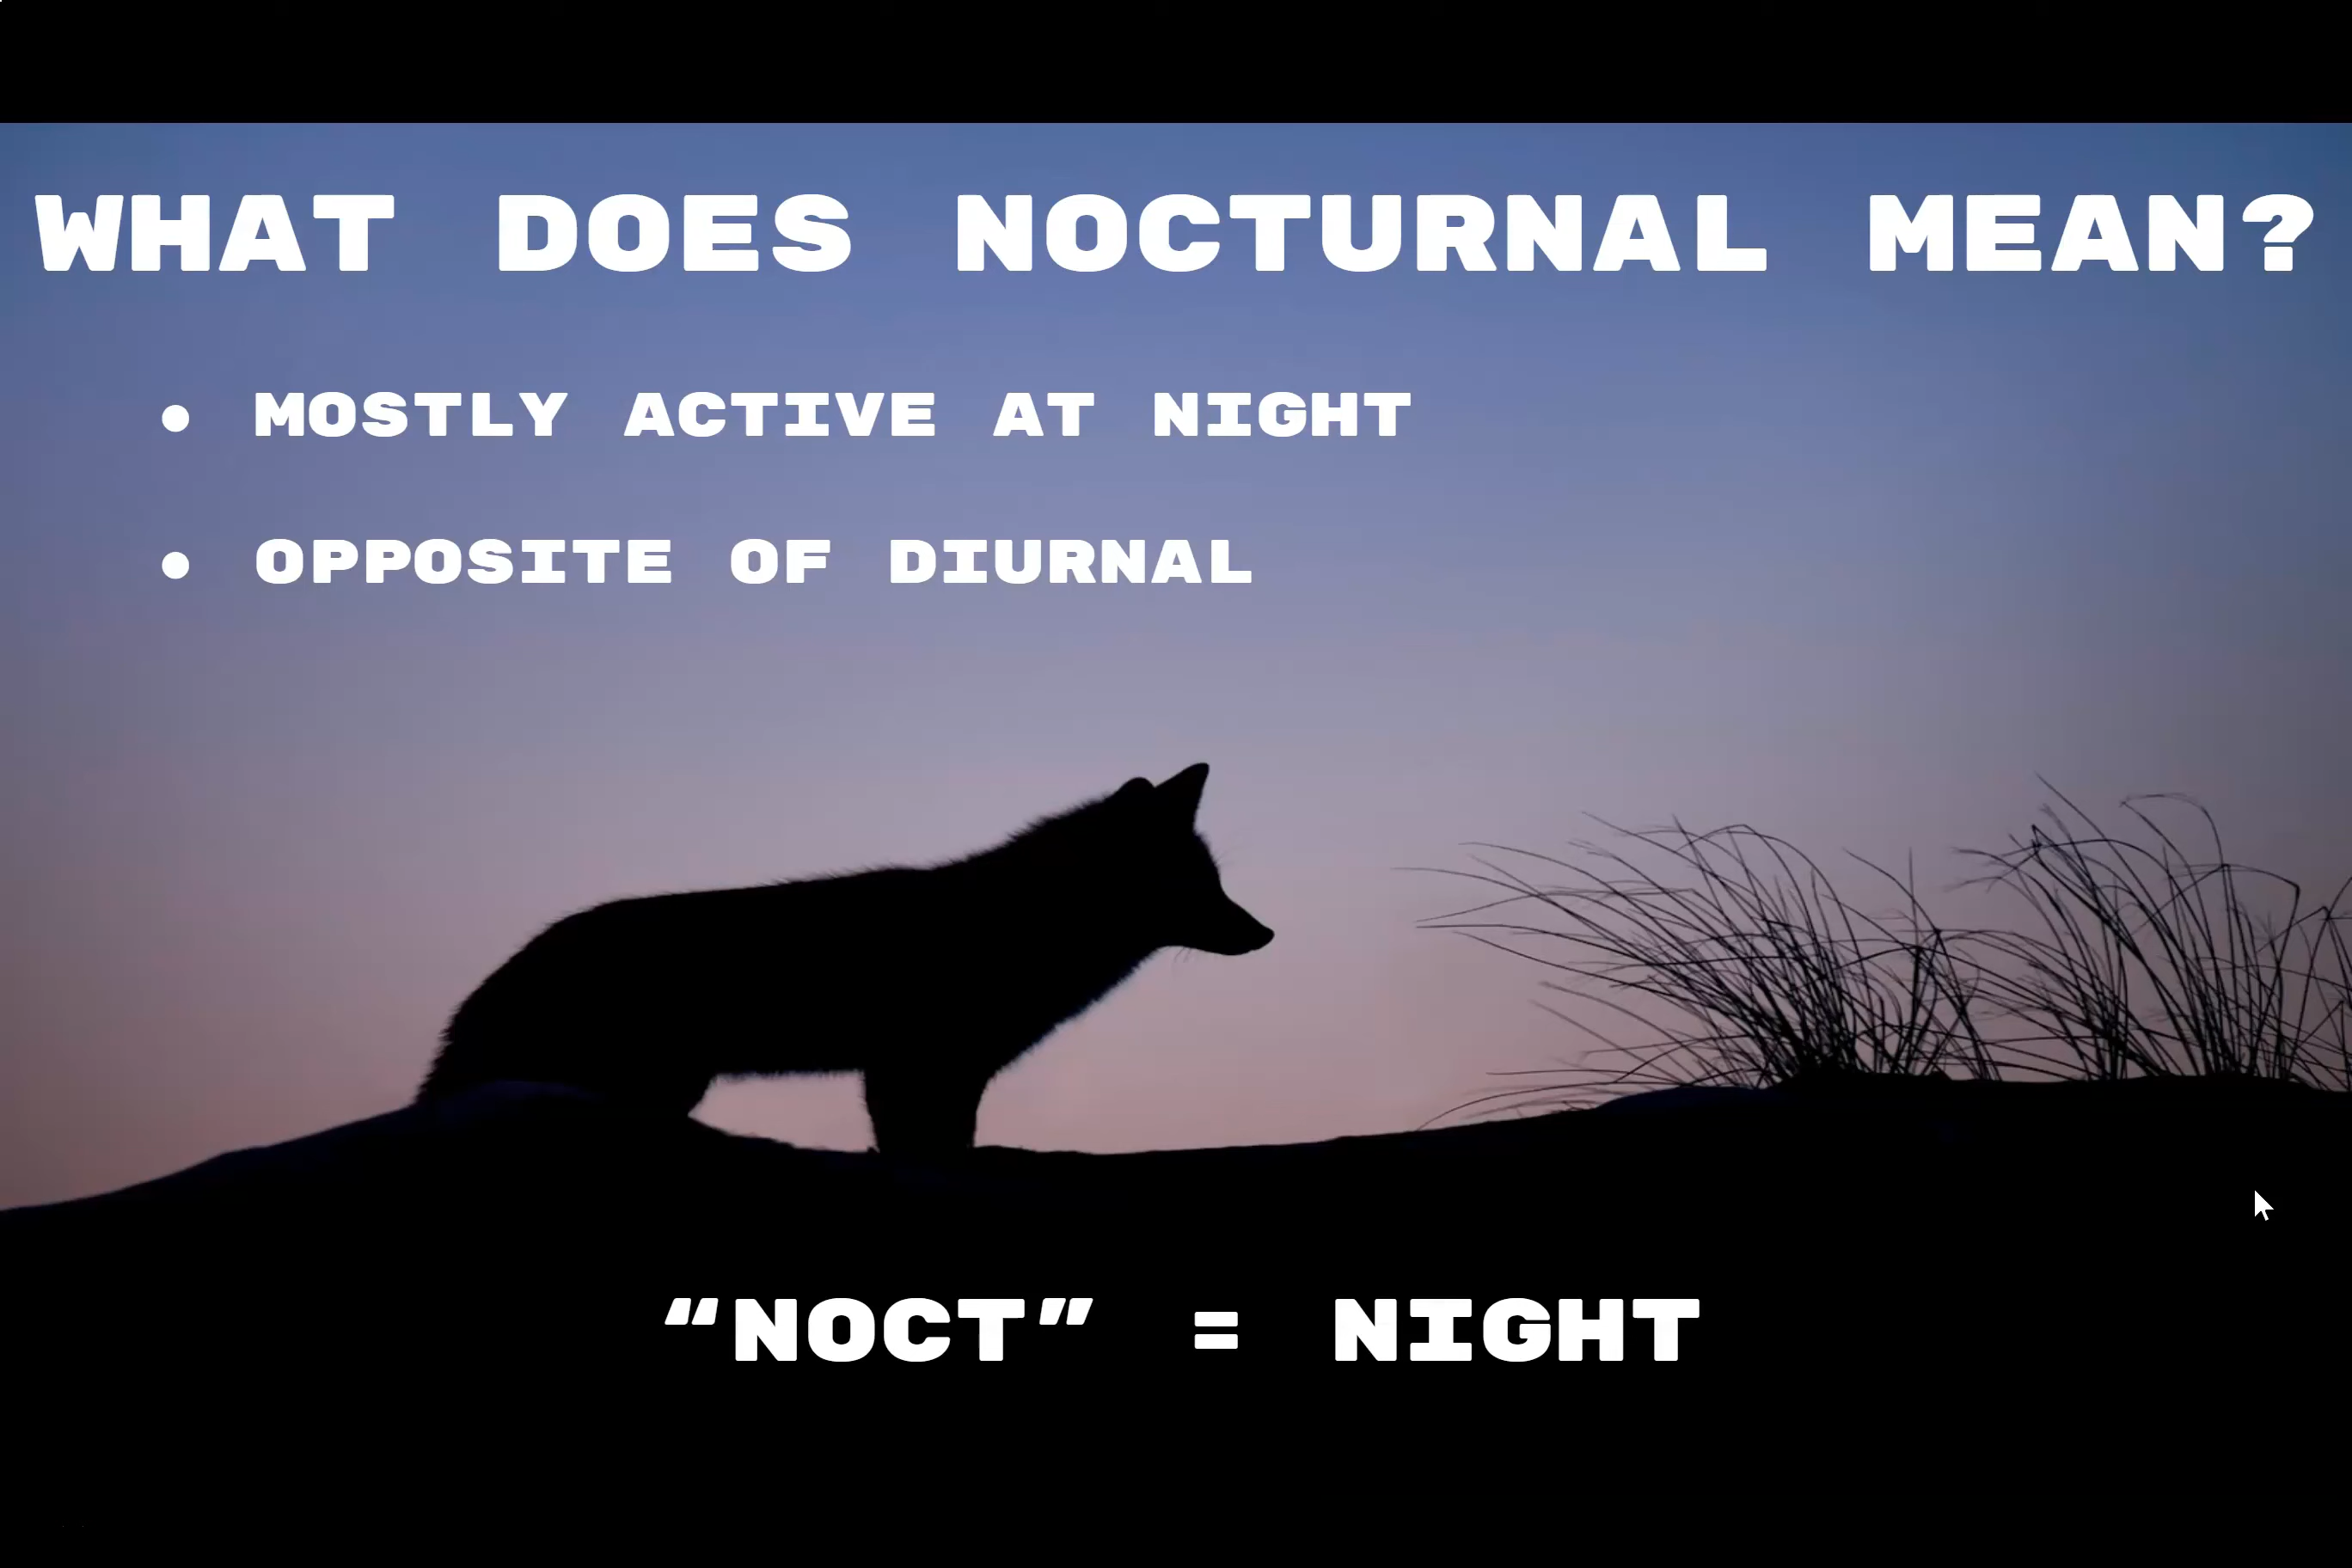 WHAT DOES NOCTURNAL MEAN?
● MOSTLY ACTIVE AT NIGHT
● OPPOSITE OF DIURNAL
“NOCT” = NIGHT